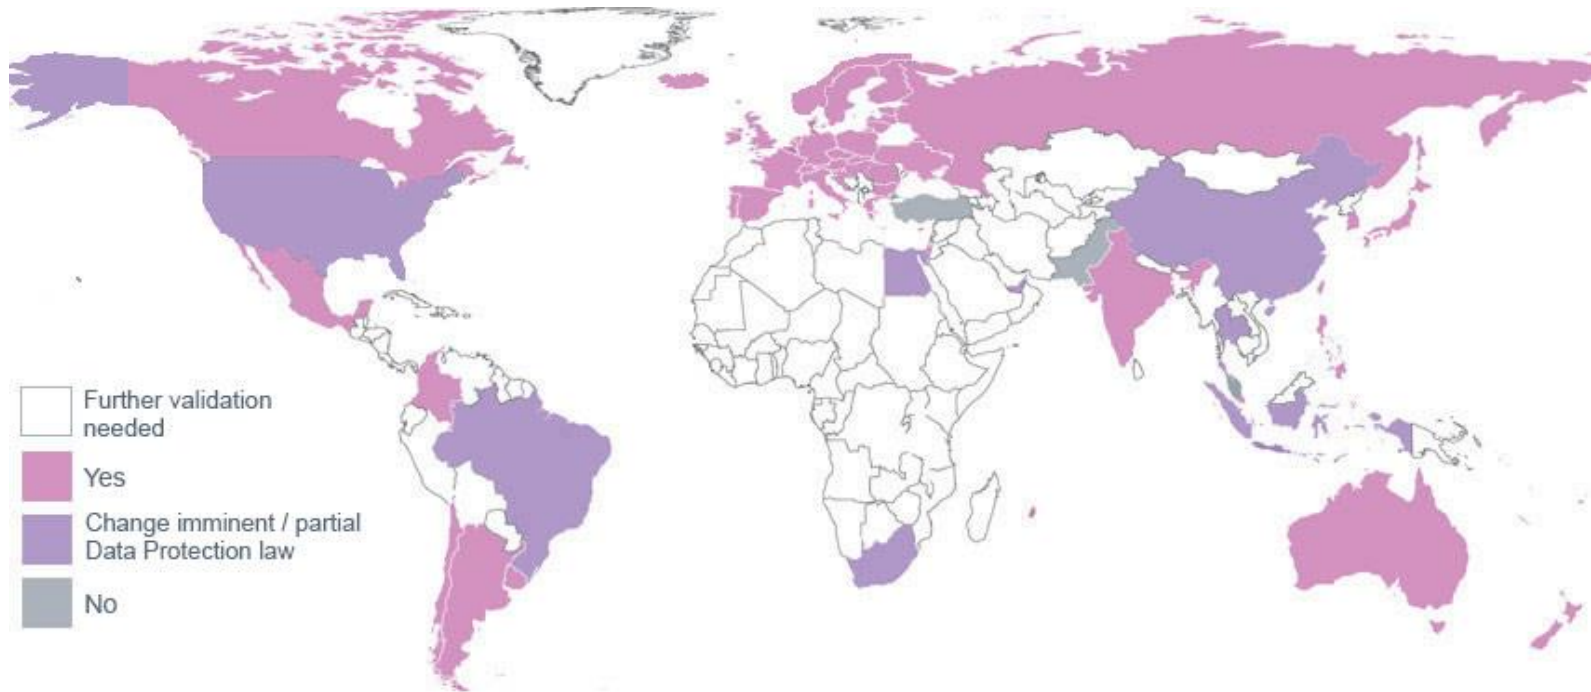 Further validation
needed
Yes
Change imminent / partial
Data Protection law
No